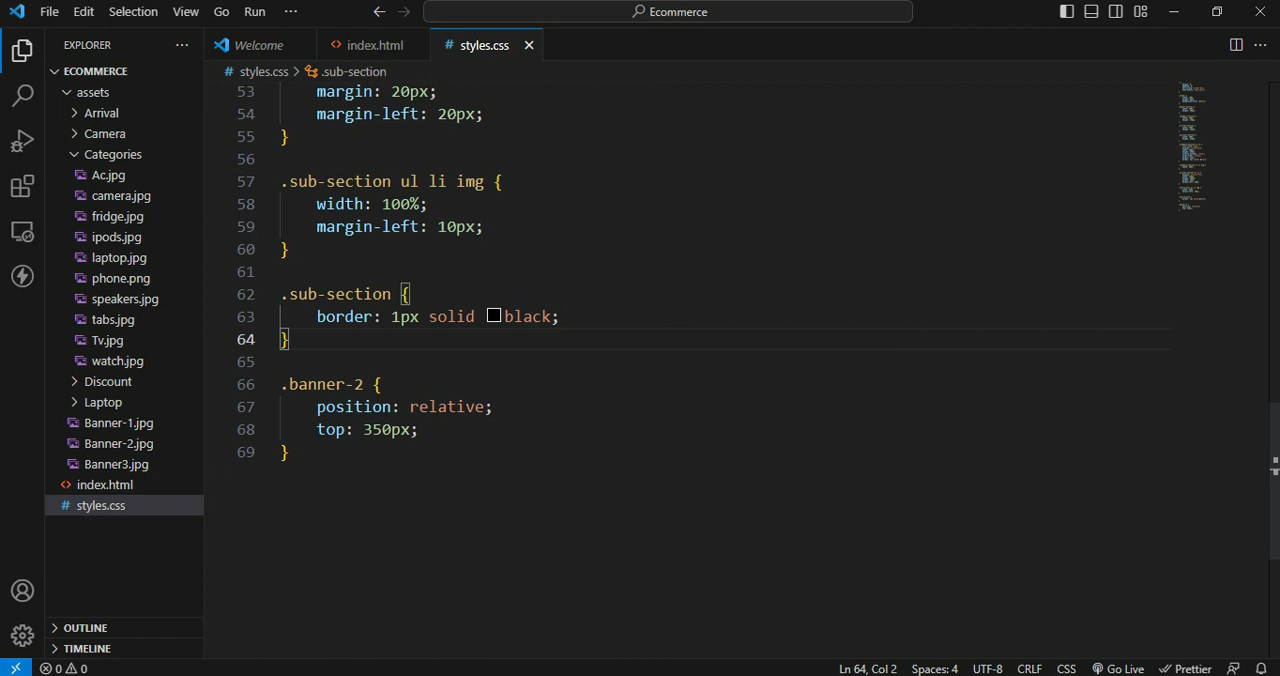 File Edit Selection View Go Run ··· Ecommerce
EXPLORER ··· Welcome index.html styles.css
ECOMMERCE
# styles.css > .sub-section
assets
Arrival
Camera
Categories
Ac.jpg
camera.jpg
fridge.jpg
ipods.jpg
laptop.jpg
phone.png
speakers.jpg
tabs.jpg
Tv.jpg
watch.jpg
Discount
Laptop
Banner-1.jpg
Banner-2.jpg
Banner3.jpg
index.html
# styles.css
OUTLINE
TIMELINE
53 margin: 20px;
54 margin-left: 20px;
55 }
56
57 .sub-section ul li img {
58 width: 100%;
59 margin-left: 10px;
60 }
61
62 .sub-section {
63 border: 1px solid black;
64 }
65
66 .banner-2 {
67 position: relative;
68 top: 350px;
69 }
0 0 Ln 64, Col 2 Spaces: 4 UTF-8 CRLF CSS Go Live Prettier